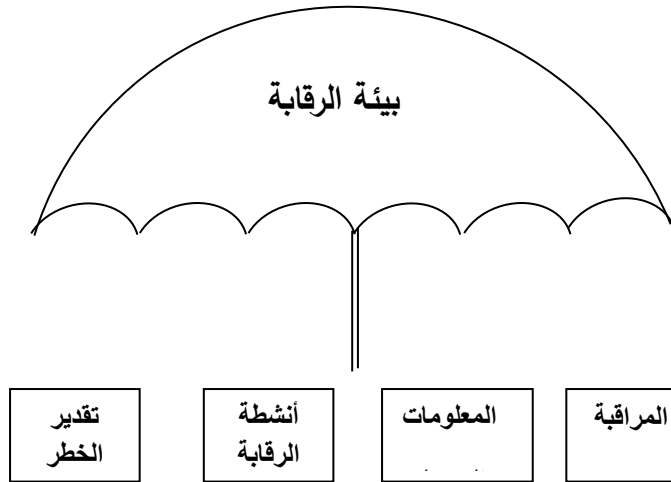 بيئة الرقابة
المراقبة
المعلومات
أنشطة
الرقابة
تقدير
الخطر